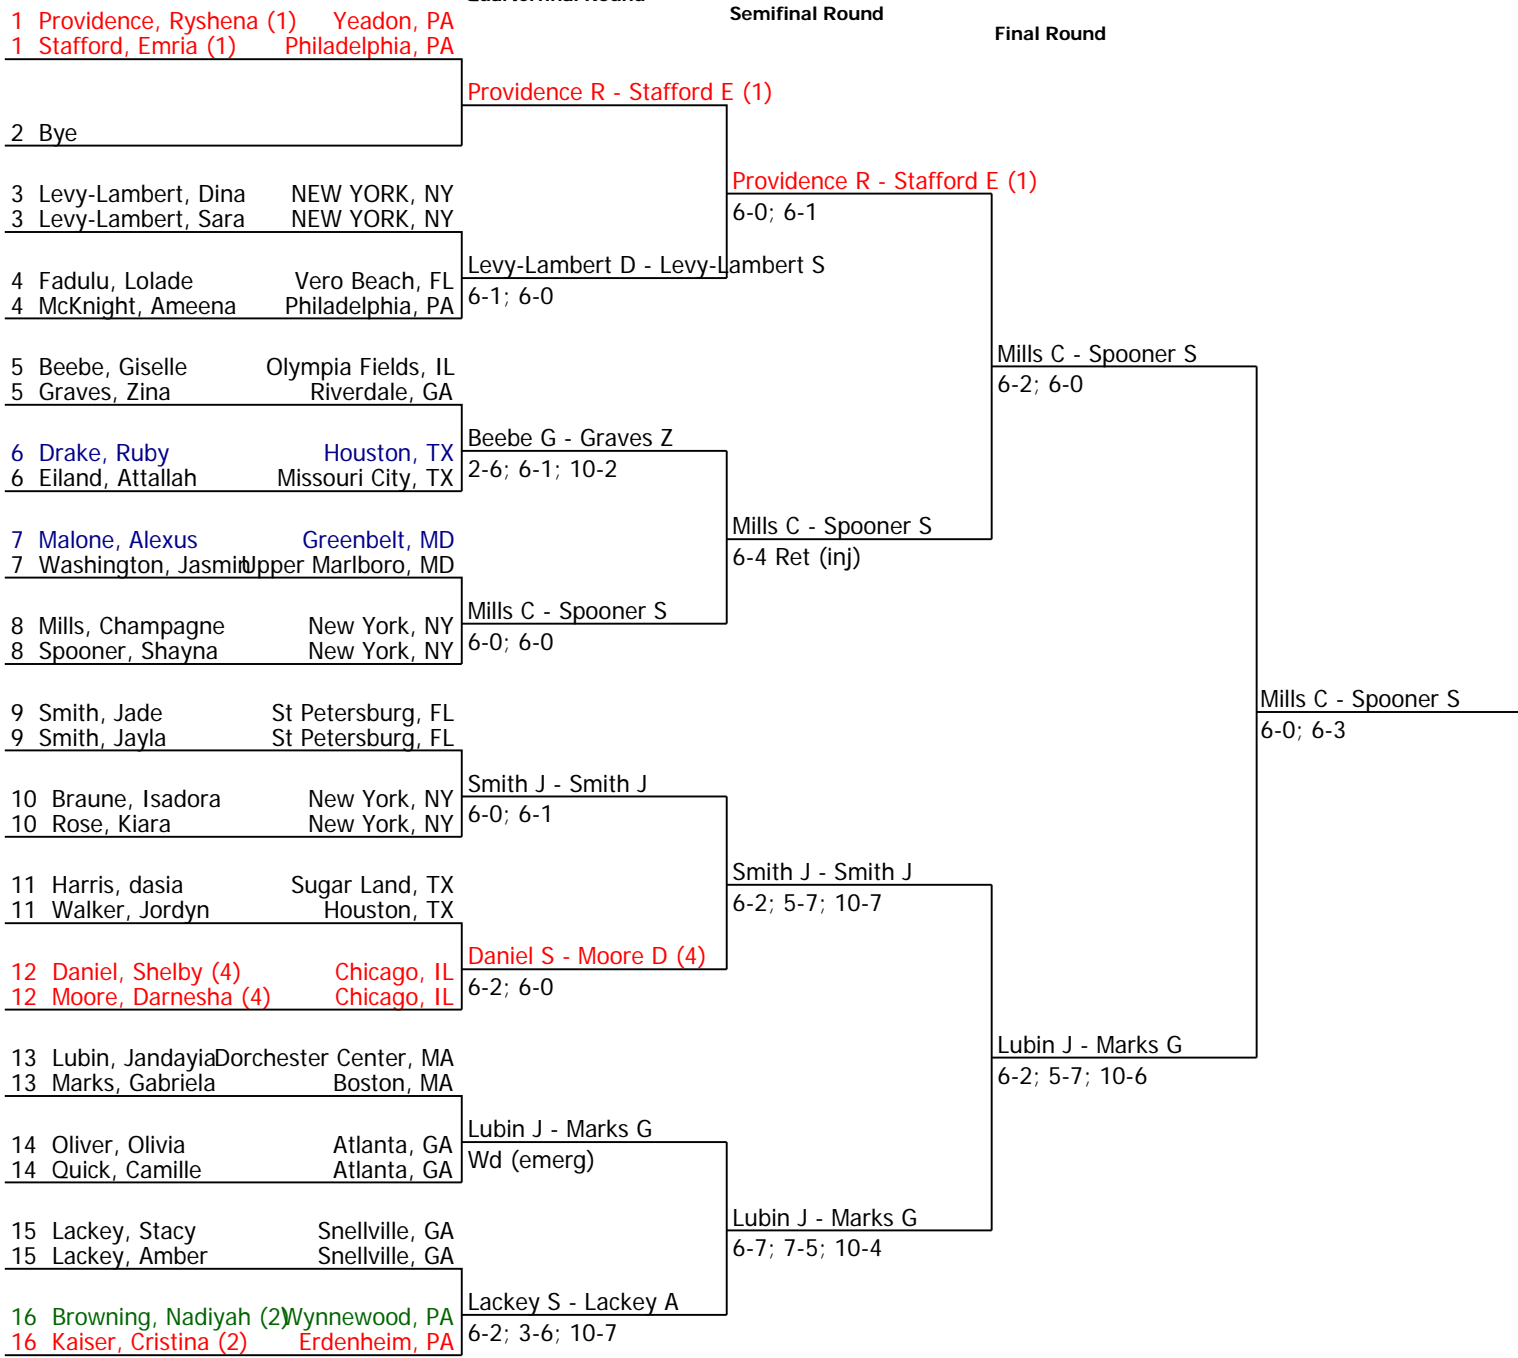 Semifinal Round
Final Round
1 Providence, Ryshena (1) Yeadon, PA
1 Stafford, Emria (1) Philadelphia, PA
Providence R - Stafford E (1)
2 Bye
Providence R - Stafford E (1)
6-0; 6-1
3 Levy-Lambert, Dina NEW YORK, NY
3 Levy-Lambert, Sara NEW YORK, NY
Levy-Lambert D - Levy-Lambert S
6-1; 6-0
4 Fadulu, Lolade Vero Beach, FL
4 McKnight, Ameena Philadelphia, PA
Mills C - Spooner S
6-2; 6-0
5 Beebe, Giselle Olympia Fields, IL
5 Graves, Zina Riverdale, GA
Beebe G - Graves Z
2-6; 6-1; 10-2
6 Drake, Ruby Houston, TX
6 Eiland, Attallah Missouri City, TX
Mills C - Spooner S
6-4 Ret (inj)
7 Malone, Alexus Greenbelt, MD
7 Washington, Jasmin Upper Marlboro, MD
Mills C - Spooner S
6-0; 6-0
8 Mills, Champagne New York, NY
8 Spooner, Shayna New York, NY
Mills C - Spooner S
6-0; 6-3
9 Smith, Jade St Petersburg, FL
9 Smith, Jayla St Petersburg, FL
Smith J - Smith J
6-0; 6-1
10 Braune, Isadora New York, NY
10 Rose, Kiara New York, NY
Smith J - Smith J
6-2; 5-7; 10-7
11 Harris, dasia Sugar Land, TX
11 Walker, Jordyn Houston, TX
Daniel S - Moore D (4)
6-2; 6-0
12 Daniel, Shelby (4) Chicago, IL
12 Moore, Darnesha (4) Chicago, IL
Lubin J - Marks G
6-2; 5-7; 10-6
13 Lubin, Jandayia Dorchester Center, MA
13 Marks, Gabriela Boston, MA
Lubin J - Marks G
Wd (emerg)
14 Oliver, Olivia Atlanta, GA
14 Quick, Camille Atlanta, GA
Lubin J - Marks G
6-7; 7-5; 10-4
15 Lackey, Stacy Snellville, GA
15 Lackey, Amber Snellville, GA
Lackey S - Lackey A
6-2; 3-6; 10-7
16 Browning, Nadiyah (2) Wynnewood, PA
16 Kaiser, Cristina (2) Erdenheim, PA